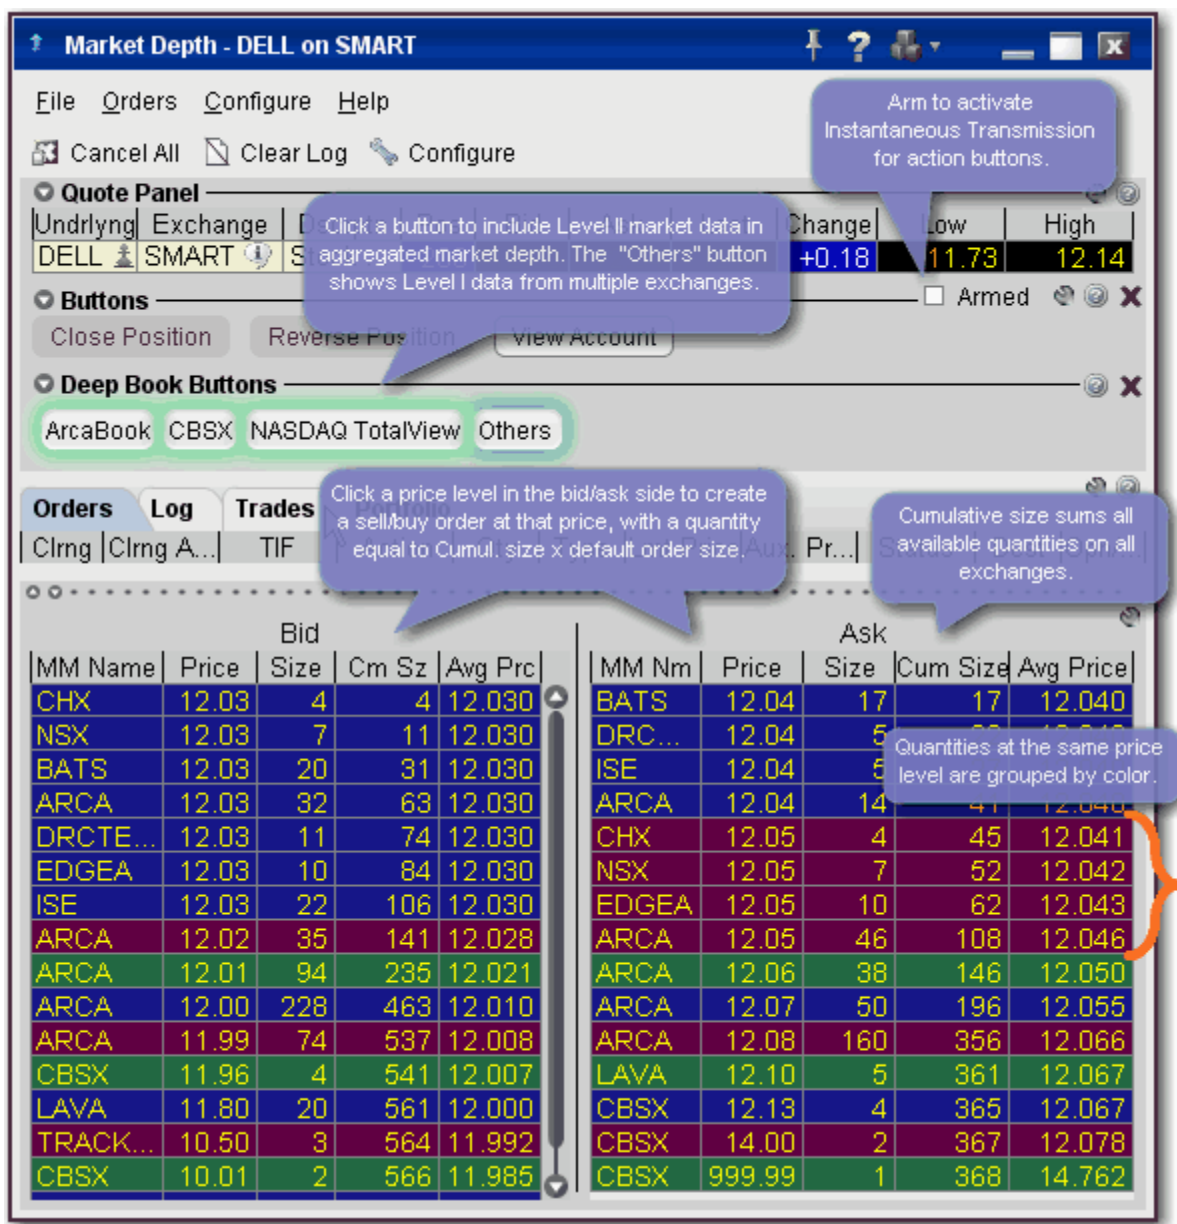 Market Depth - DELL on SMART
File Orders Configure Help
Arm to activate
Instantaneous Transmission
for action buttons.
Cancel All Clear Log Configure
Quote Panel
Undrlyng Exchange Change Low High
DELL SMART +0.18 11.73 12.14
Click a button to include Level II market data in
aggregated market depth. The "Others" button
shows Level I data from multiple exchanges.
Buttons Armed
Close Position Reverse Position View Account
Deep Book Buttons
ArcaBook CBSX NASDAQ TotalView Others
Orders Log Trades Portfolio
Click a price level in the bid/ask side to create
a sell/buy order at that price, with a quantity
equal to Cumul. size x default order size.
Cumulative size sums all
available quantities on all
exchanges.
Clrng Clrng A... TIF Pr...
Bid Ask
MM Name Price Size Cm Sz Avg Prc MM Nm Price Size Cum Size Avg Price
CHX 12.03 4 4 12.030 BATS 12.04 17 17 12.040
NSX 12.03 7 11 12.030 DRC... 12.04 5
Quantities at the same price
level are grouped by color.
BATS 12.03 20 31 12.030 ISE 12.04 5
ARCA 12.03 32 63 12.030 ARCA 12.04 14 41 12.040
DRCTE... 12.03 11 74 12.030 CHX 12.05 4 45 12.041
EDGEA 12.03 10 84 12.030 NSX 12.05 7 52 12.042
ISE 12.03 22 106 12.030 EDGEA 12.05 10 62 12.043
ARCA 12.02 35 141 12.028 ARCA 12.05 46 108 12.046
ARCA 12.01 94 235 12.021 ARCA 12.06 38 146 12.050
ARCA 12.00 228 463 12.010 ARCA 12.07 50 196 12.055
ARCA 11.99 74 537 12.008 ARCA 12.08 160 356 12.066
CBSX 11.96 4 541 12.007 LAVA 12.10 5 361 12.067
LAVA 11.80 20 561 12.000 CBSX 12.13 4 365 12.067
TRACK... 10.50 3 564 11.992 CBSX 14.00 2 367 12.078
CBSX 10.01 2 566 11.985 CBSX 999.99 1 368 14.762